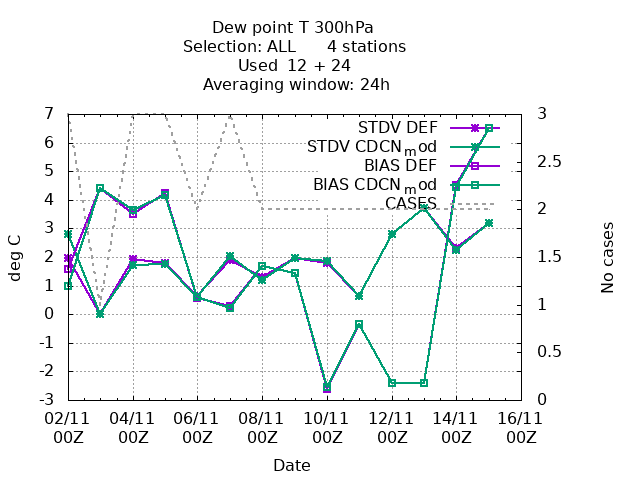 Dew point T 300hPa
Selection: ALL      4 stations
Used  12 + 24
Averaging window: 24h
7
6
5
4
3
2
1
0
-1
-2
-3
deg C
3
2.5
2
1.5
1
0.5
0
No cases
STDV DEF
STDV CDCNmod
BIAS DEF
BIAS CDCNmod
CASES
02/11 04/11 06/11 08/11 10/11 12/11 14/11 16/11
00Z 00Z 00Z 00Z 00Z 00Z 00Z 00Z
Date